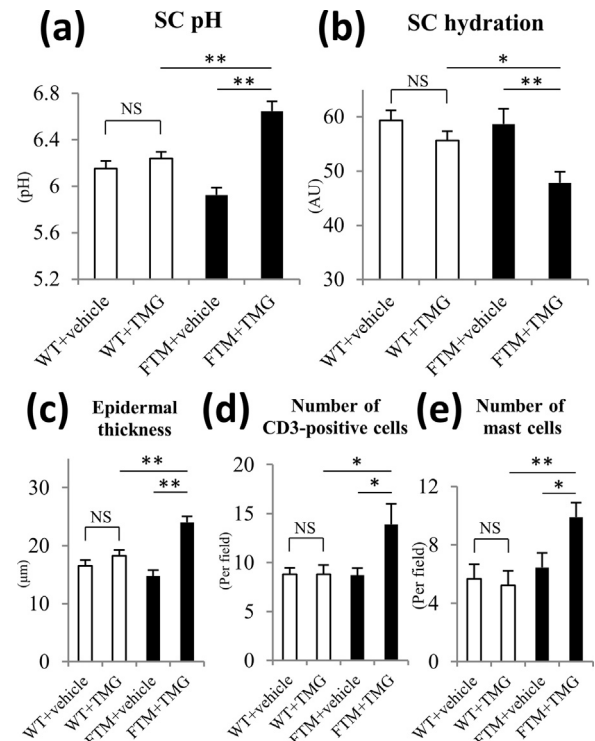 (a)
SC pH
**
**
NS
6.8
6.4
6
5.6
5.2
(pH)
WT+vehicle
WT+TMG
FTM+vehicle
FTM+TMG
(b)
SC hydration
*
**
NS
60
50
40
30
(AU)
WT+vehicle
WT+TMG
FTM+vehicle
FTM+TMG
(c)
Epidermal
thickness
**
**
NS
30
20
10
0
(μm)
WT+vehicle
WT+TMG
FTM+vehicle
FTM+TMG
(d)
Number of
CD3-positive cells
*
*
NS
20
15
10
5
0
(Per field)
WT+vehicle
WT+TMG
FTM+vehicle
FTM+TMG
(e)
Number of
mast cells
**
*
NS
12
8
4
0
(Per field)
WT+vehicle
WT+TMG
FTM+vehicle
FTM+TMG